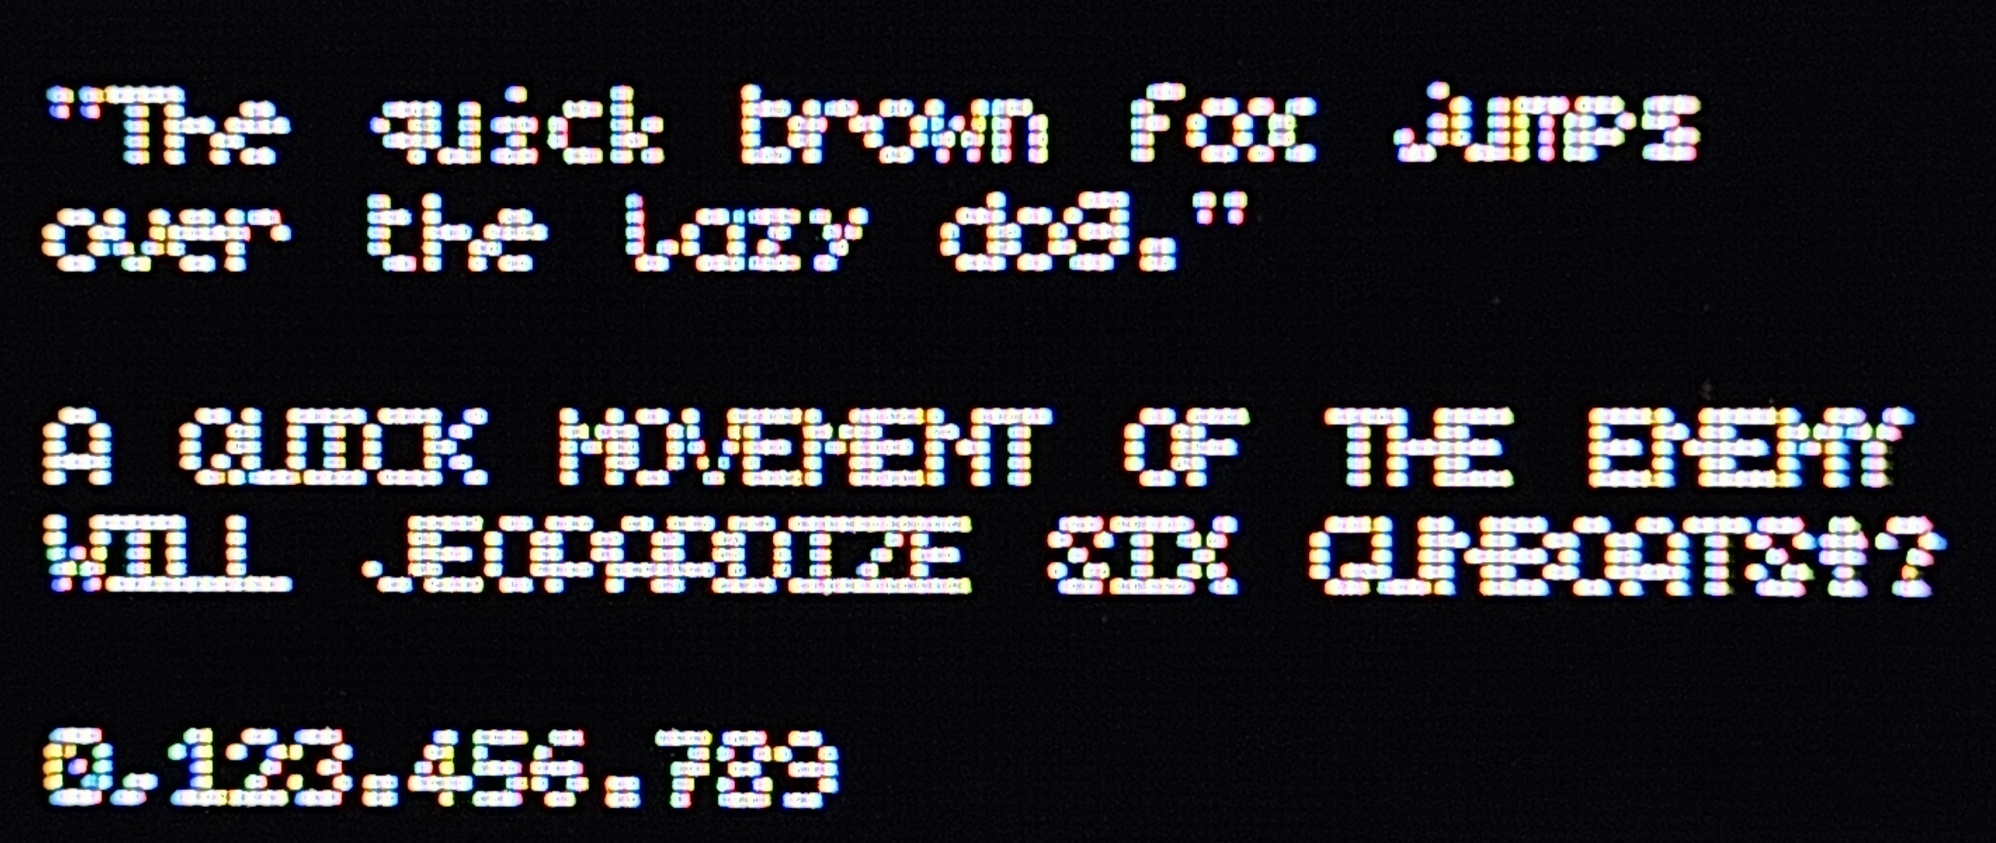 "The quick brown fox jumps
over the lazy dog."
A QUICK MOVEMENT OF THE ENEMY
WILL JEOPARDIZE SIX GUNBOATS!?
0,123.456.789